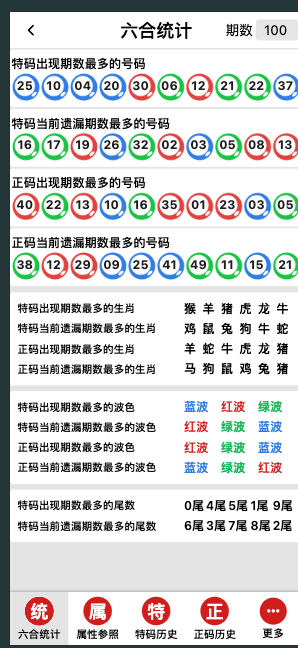 六合统计 期数 100
特码出现期数最多的号码
25 10 04 20 30 06 12 21 22 37
特码当前遗漏期数最多的号码
16 17 19 26 32 02 03 05 08 13
正码出现期数最多的号码
40 22 13 10 16 35 01 23 03 05
正码当前遗漏期数最多的号码
38 12 29 09 25 41 49 11 15 21
特码出现期数最多的生肖 猴 羊 猪 虎 龙 牛
特码当前遗漏期数最多的生肖 鸡 鼠 兔 狗 牛 蛇
正码出现期数最多的生肖 羊 蛇 牛 虎 龙 猪
正码当前遗漏期数最多的生肖 马 狗 鼠 鸡 兔 猪
特码出现期数最多的波色 蓝波 红波 绿波
特码当前遗漏期数最多的波色 红波 绿波 蓝波
正码出现期数最多的波色 红波 绿波 蓝波
正码当前遗漏期数最多的波色 蓝波 绿波 红波
特码出现期数最多的尾数 0尾 4尾 5尾 1尾 9尾
特码当前遗漏期数最多的尾数 6尾 3尾 7尾 8尾 2尾
统 属 特 正
六合统计 属性参照 特码历史 正码历史 更多